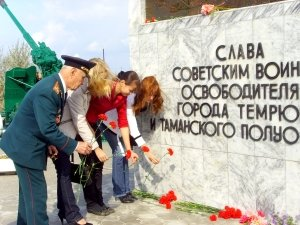 СЛАВА
СОВЕТСКИМ ВОИН
ОСВОБОДИТЕЛЯ
ГОРОДА ТЕМРЮ
И ТАМАНСКОГО ПОЛУО